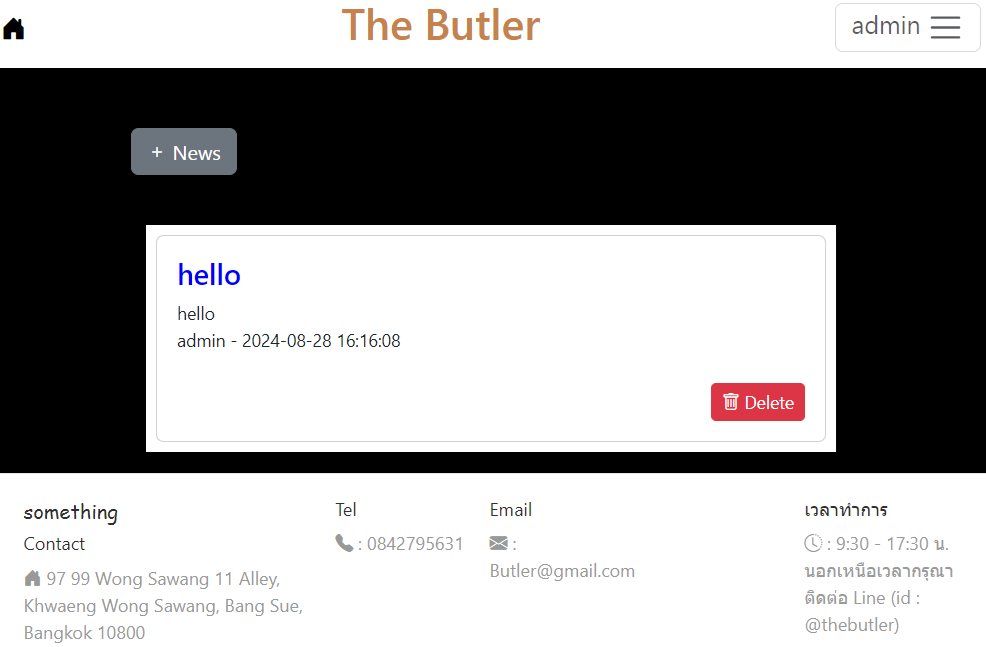 The Butler
admin
+ News
hello
hello
admin - 2024-08-28 16:16:08
Delete
something
Contact
97 99 Wong Sawang 11 Alley,
Khwaeng Wong Sawang, Bang Sue,
Bangkok 10800
Tel
: 0842795631
Email
:
Butler@gmail.com
เวลาทำการ
: 9:30 - 17:30 น.
นอกเหนือเวลากรุณา
ติดต่อ Line (id :
@thebutler)